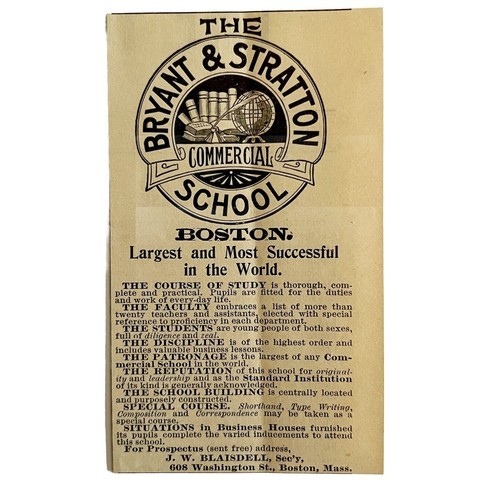 THE
BRYANT & STRATTON
COMMERCIAL
SCHOOL
BOSTON.
Largest and Most Successful
in the World.
THE COURSE OF STUDY is thorough, com-
plete and practical. Pupils are fitted for the duties
and work of every-day life.
THE FACULTY embraces a list of more than
twenty teachers and assistants, elected with special
reference to proficiency in each department.
THE STUDENTS are young people of both sexes,
full of diligence and zeal.
THE DISCIPLINE is of the highest order and
includes valuable business lessons.
THE PATRONAGE is the largest of any Com-
mercial School in the world.
THE REPUTATION of this school for original-
ity and leadership and as the Standard Institution
of its kind is generally acknowledged.
THE SCHOOL BUILDING is centrally located
and purposely constructed.
SPECIAL COURSE. Shorthand, Type Writing,
Composition and Correspondence may be taken as a
special course.
SITUATIONS in Business Houses furnished
its pupils complete the varied inducements to attend
this school.
For Prospectus (sent free) address,
J. W. BLAISDELL, Sec'y,
608 Washington St., Boston, Mass.